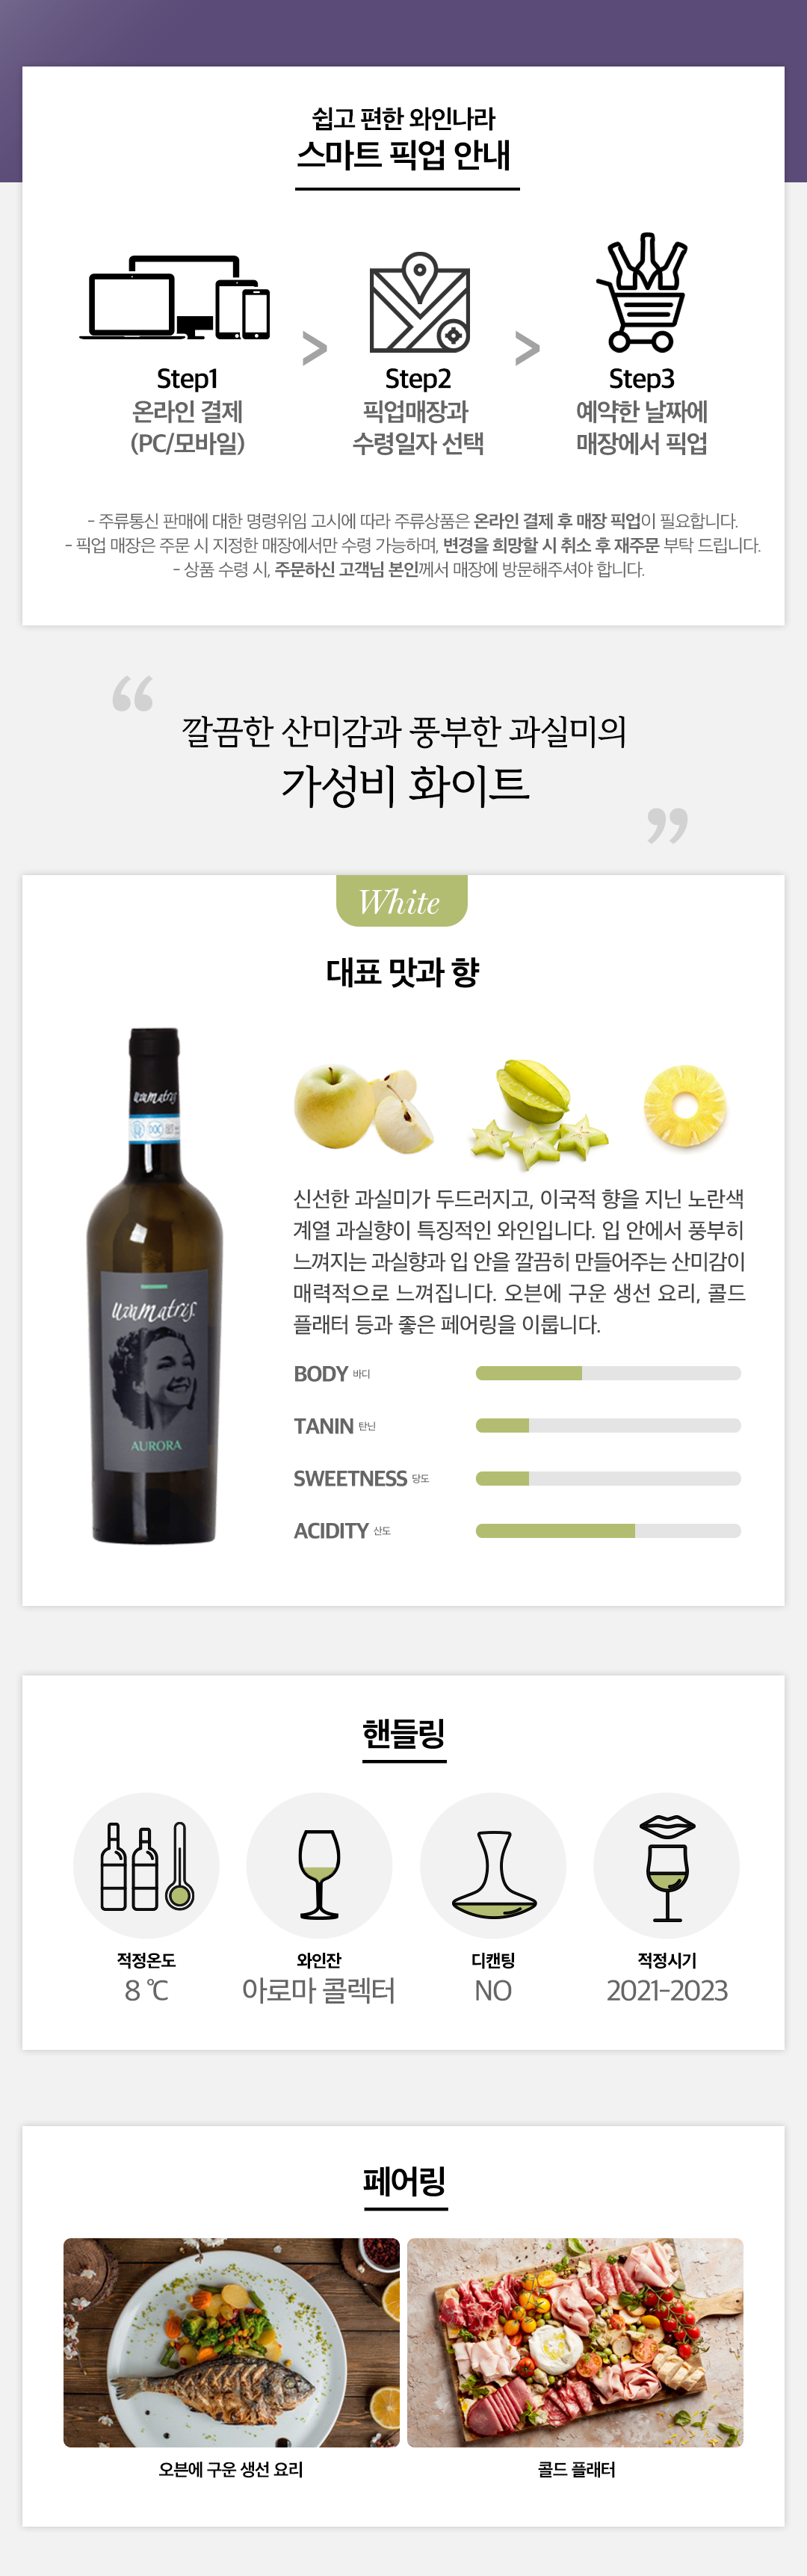 쉽고 편한 와인나라
스마트 픽업 안내
Step1
온라인 결제
(PC/모바일)
>
Step2
픽업매장과
수령일자 선택
>
Step3
예약한 날짜에
매장에서 픽업
- 주류통신 판매에 대한 명령위임 고시에 따라 주류상품은 온라인 결제 후 매장 픽업이 필요합니다.
- 픽업 매장은 주문 시 지정한 매장에서만 수령 가능하며, 변경을 희망할 시 취소 후 재주문 부탁 드립니다.
- 상품 수령 시, 주문하신 고객님 본인께서 매장에 방문해주셔야 합니다.
“
깔끔한 산미감과 풍부한 과실미의
가성비 화이트
”
White
대표 맛과 향
uvamatris
DOC
uvamatris
AURORA
신선한 과실미가 두드러지고, 이국적 향을 지닌 노란색
계열 과실향이 특징적인 와인입니다. 입 안에서 풍부히
느껴지는 과실향과 입 안을 깔끔히 만들어주는 산미감이
매력적으로 느껴집니다. 오븐에 구운 생선 요리, 콜드
플래터 등과 좋은 페어링을 이룹니다.
BODY 바디
TANIN 탄닌
SWEETNESS 당도
ACIDITY 산도
핸들링
적정온도
8 ℃
와인잔
아로마 콜렉터
디캔팅
NO
적정시기
2021-2023
페어링
오븐에 구운 생선 요리
콜드 플래터